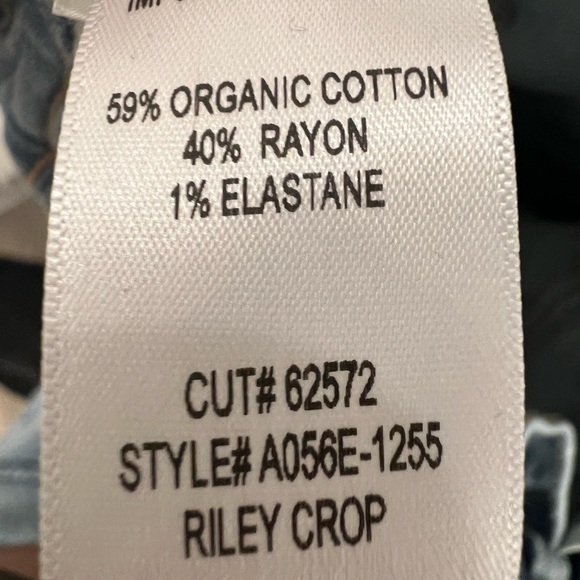 59% ORGANIC COTTON
40% RAYON
1% ELASTANE
CUT# 62572
STYLE# A056E-1255
RILEY CROP